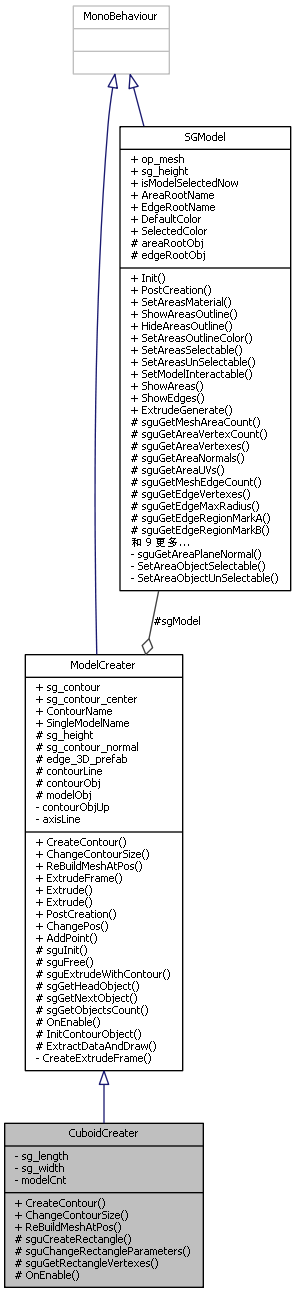 MonoBehaviour
SGModel
+ op_mesh
+ sg_height
+ isModelSelectedNow
+ AreaRootName
+ EdgeRootName
+ DefaultColor
+ SelectedColor
# areaRootObj
# edgeRootObj
+ Init()
+ PostCreation()
+ SetAreasMaterial()
+ ShowAreasOutline()
+ HideAreasOutline()
+ SetAreasOutlineColor()
+ SetAreasSelectable()
+ SetAreasUnSelectable()
+ SetModelInteractable()
+ ShowAreas()
+ ShowEdges()
+ ExtrudeGenerate()
# sguGetMeshAreaCount()
# sguGetAreaVertexCount()
# sguGetAreaVertexes()
# sguGetAreaNormals()
# sguGetAreaUVs()
# sguGetMeshEdgeCount()
# sguGetEdgeVertexes()
# sguGetEdgeMaxRadius()
# sguGetEdgeRegionMarkA()
# sguGetEdgeRegionMarkB()
和 9 更多...
- sguGetAreaPlaneNormal()
- SetAreaObjectSelectable()
- SetAreaObjectUnSelectable()
#sgModel
ModelCreater
+ sg_contour
+ sg_contour_center
+ ContourName
+ SingleModelName
# sg_height
# sg_contour_normal
# edge_3D_prefab
# contourLine
# contourObj
# modelObj
- contourObjUp
- axisLine
+ CreateContour()
+ ChangeContourSize()
+ ReBuildMeshAtPos()
+ ExtrudeFrame()
+ Extrude()
+ Extrude()
+ PostCreation()
+ ChangePos()
+ AddPoint()
# sguInit()
# sguFree()
# sguExtrudeWithContour()
# sgGetHeadObject()
# sgGetNextObject()
# sgGetObjectsCount()
# OnEnable()
# InitContourObject()
# ExtractDataAndDraw()
- CreateExtrudeFrame()
CuboidCreater
- sg_length
- sg_width
- modelCnt
+ CreateContour()
+ ChangeContourSize()
+ ReBuildMeshAtPos()
# sguCreateRectangle()
# sguChangeRectangleParameters()
# sguGetRectangleVertexes()
# OnEnable()